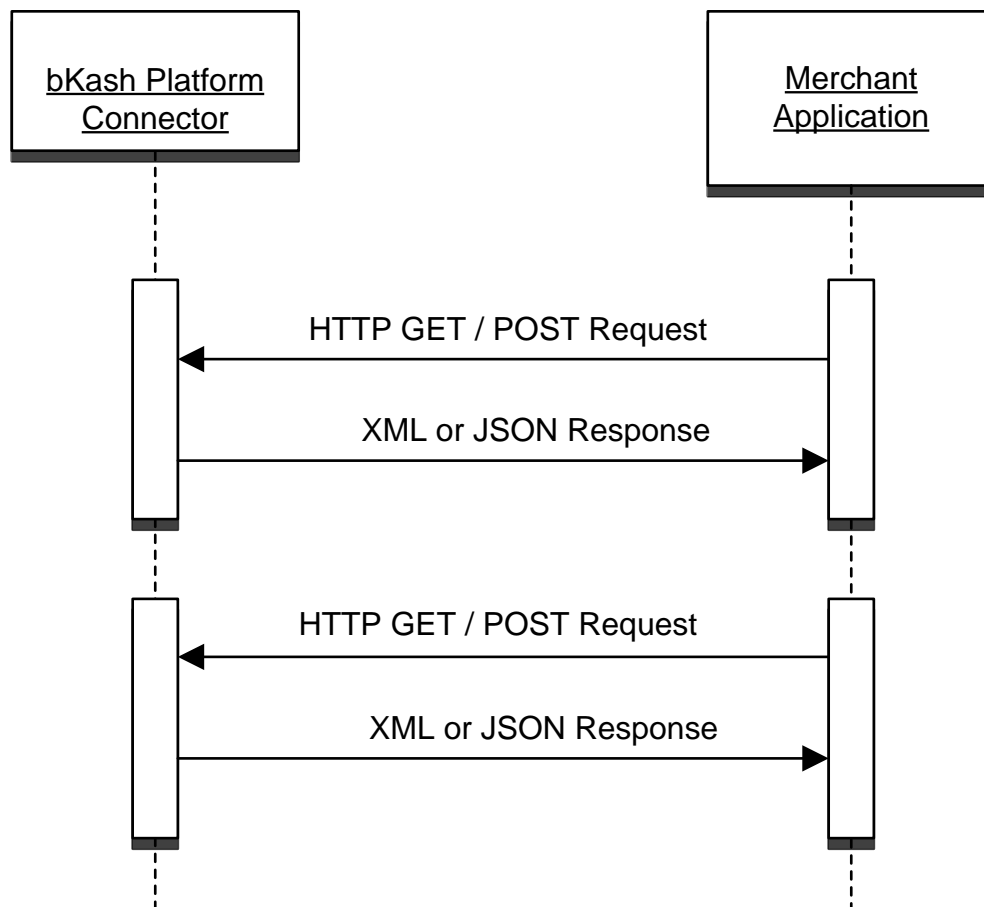 bKash Platform
Connector
Merchant
Application
HTTP GET / POST Request
XML or JSON Response
HTTP GET / POST Request
XML or JSON Response